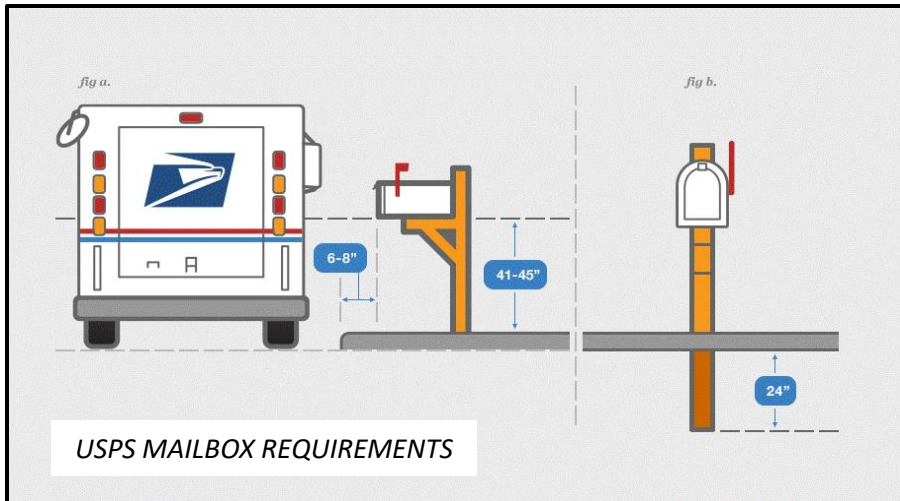 fig a.
fig b.
6-8”
41-45”
24”
USPS MAILBOX REQUIREMENTS